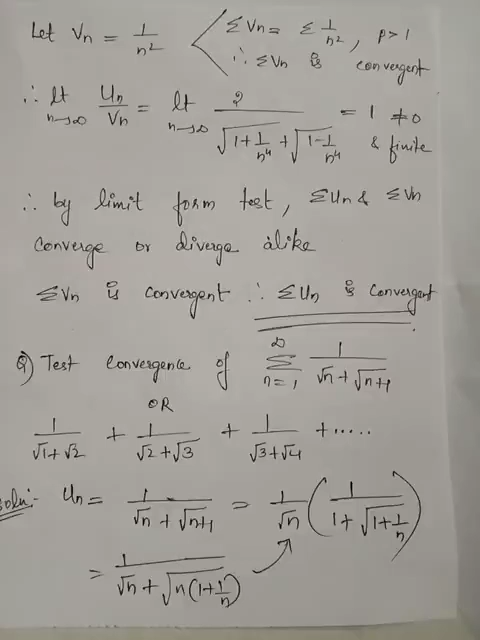 Let Vn = 1/n² < ΣVn = Σ 1/n², p>1
∴ ΣVn is convergent
∴ lt n→∞ Un/Vn = lt n→∞ 2/(√(1+1/n⁴) + √(1-1/n⁴)) = 1 ≠0 & finite
∴ by limit form test, ΣUn & ΣVn
converge or diverge alike
ΣVn is convergent ∴ ΣUn is convergent.
Q) Test convergence of ∞ Σ n=1 1/(√n + √n+1)
OR
1/(√1+√2) + 1/(√2+√3) + 1/(√3+√4) + .....
soln:- Un = 1/(√n + √n+1) = 1/√n (1/(1+√(1+1/n)))
= 1/(√n + √(n(1+1/n)))